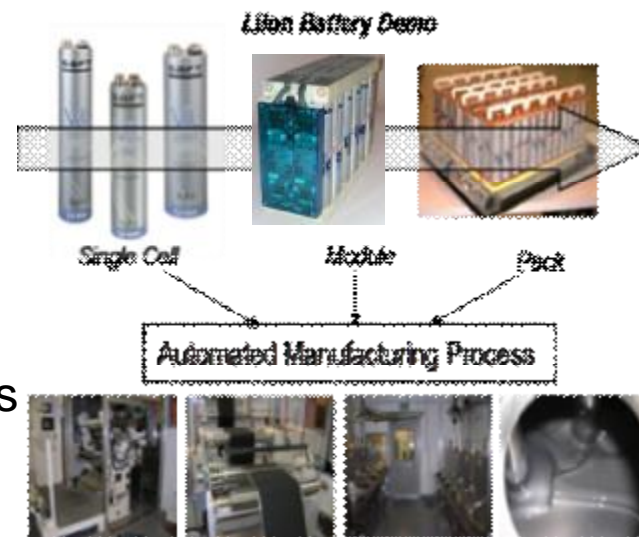 LiIon Battery Demo
Single Cell
Module
Pack
Automated Manufacturing Process
s